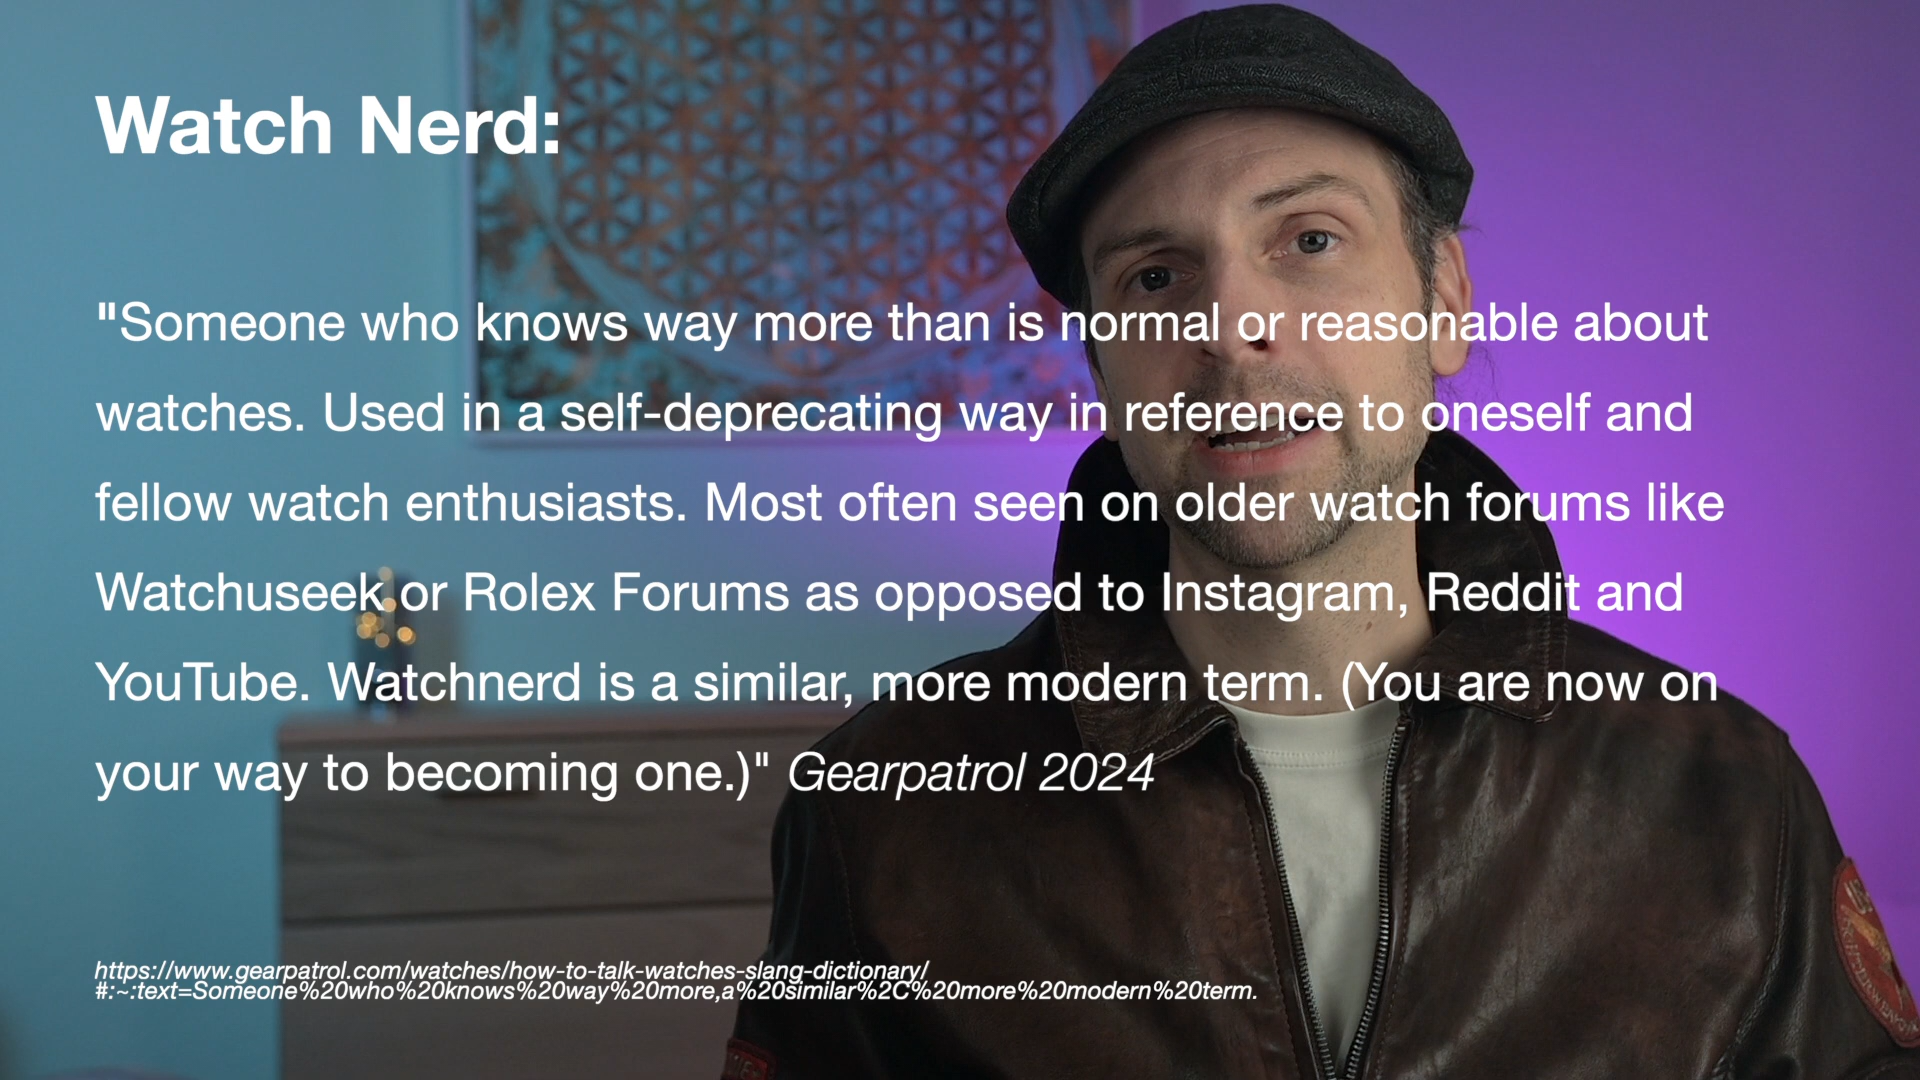 Watch Nerd:
"Someone who knows way more than is normal or reasonable about
watches. Used in a self-deprecating way in reference to oneself and
fellow watch enthusiasts. Most often seen on older watch forums like
Watchuseek or Rolex Forums as opposed to Instagram, Reddit and
YouTube. Watchnerd is a similar, more modern term. (You are now on
your way to becoming one.)" Gearpatrol 2024
https://www.gearpatrol.com/watches/how-to-talk-watches-slang-dictionary/
#:~:text=Someone%20who%20knows%20way%20more,a%20similar%2C%20more%20modern%20term.